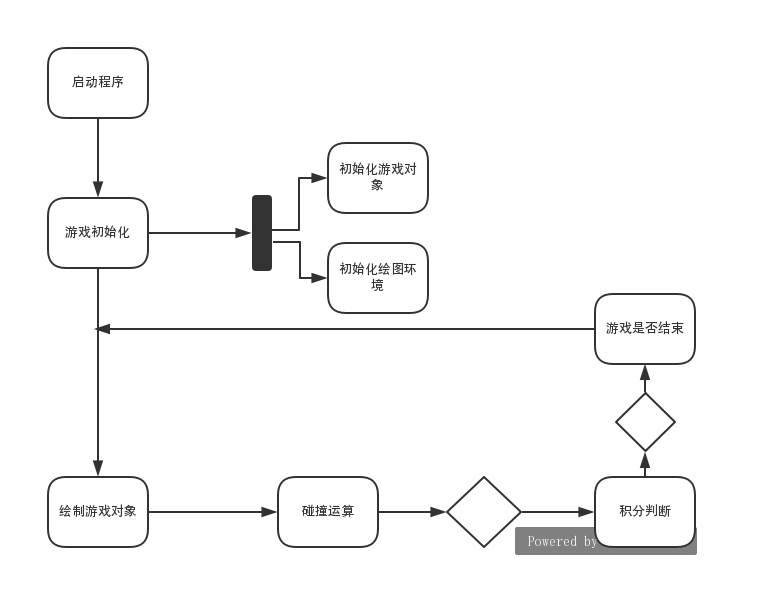 启动程序
初始化游戏对
象
游戏初始化
初始化绘图环
境
游戏是否结束
绘制游戏对象
碰撞运算
积分判断
Powered by